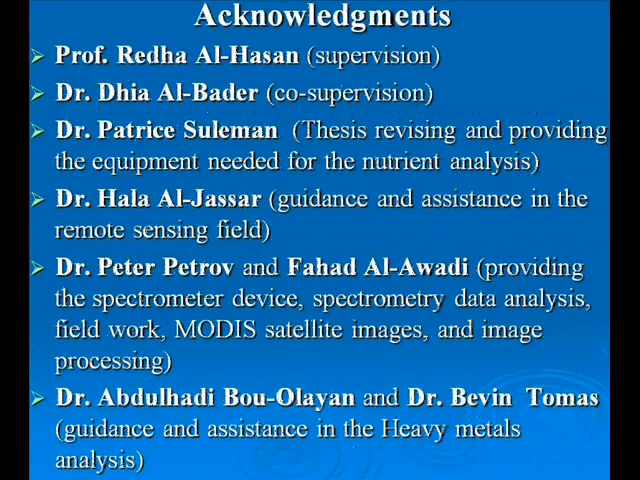 Acknowledgments
Prof. Redha Al-Hasan (supervision)
Dr. Dhia Al-Bader (co-supervision)
Dr. Patrice Suleman (Thesis revising and providing
the equipment needed for the nutrient analysis)
Dr. Hala Al-Jassar (guidance and assistance in the
remote sensing field)
Dr. Peter Petrov and Fahad Al-Awadi (providing
the spectrometer device, spectrometry data analysis,
field work, MODIS satellite images, and image
processing)
Dr. Abdulhadi Bou-Olayan and Dr. Bevin Tomas
(guidance and assistance in the Heavy metals
analysis)